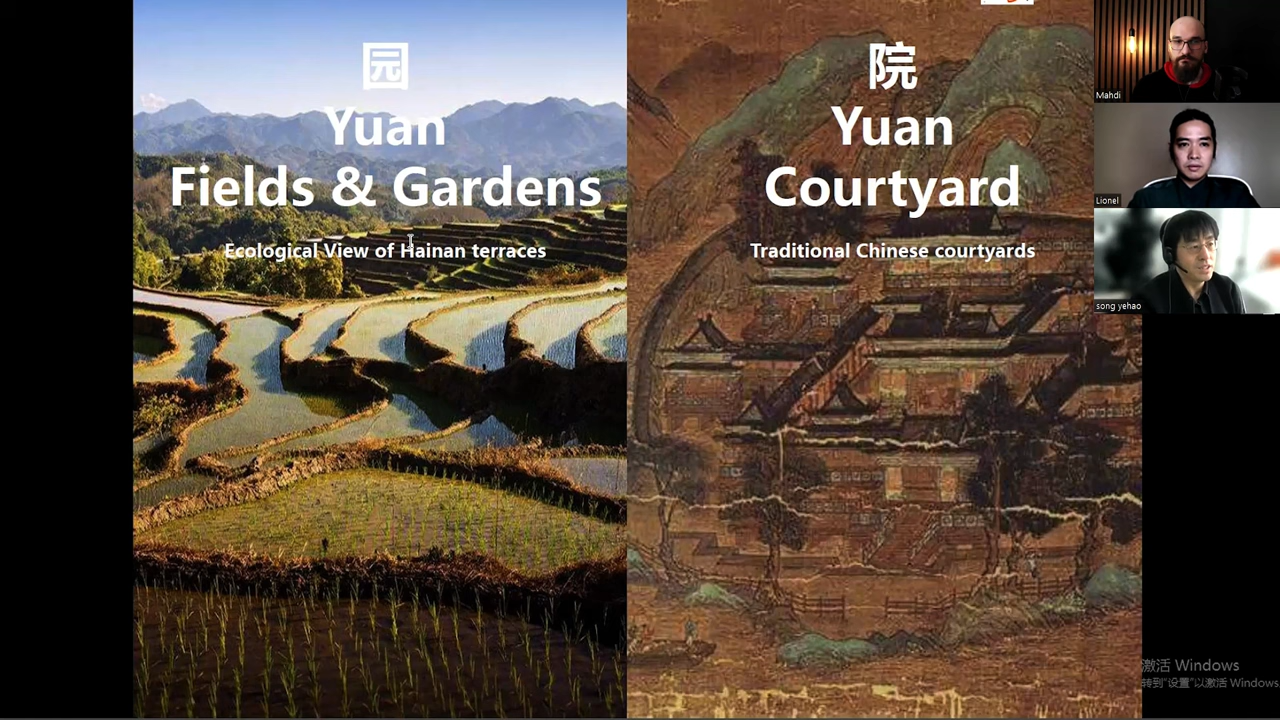 园
Yuan
Fields & Gardens
Ecological View of Hainan terraces
院
Yuan
Courtyard
Traditional Chinese courtyards
Mahdi
Lionel
song yehao
激活 Windows
转到"设置"以激活 Windows